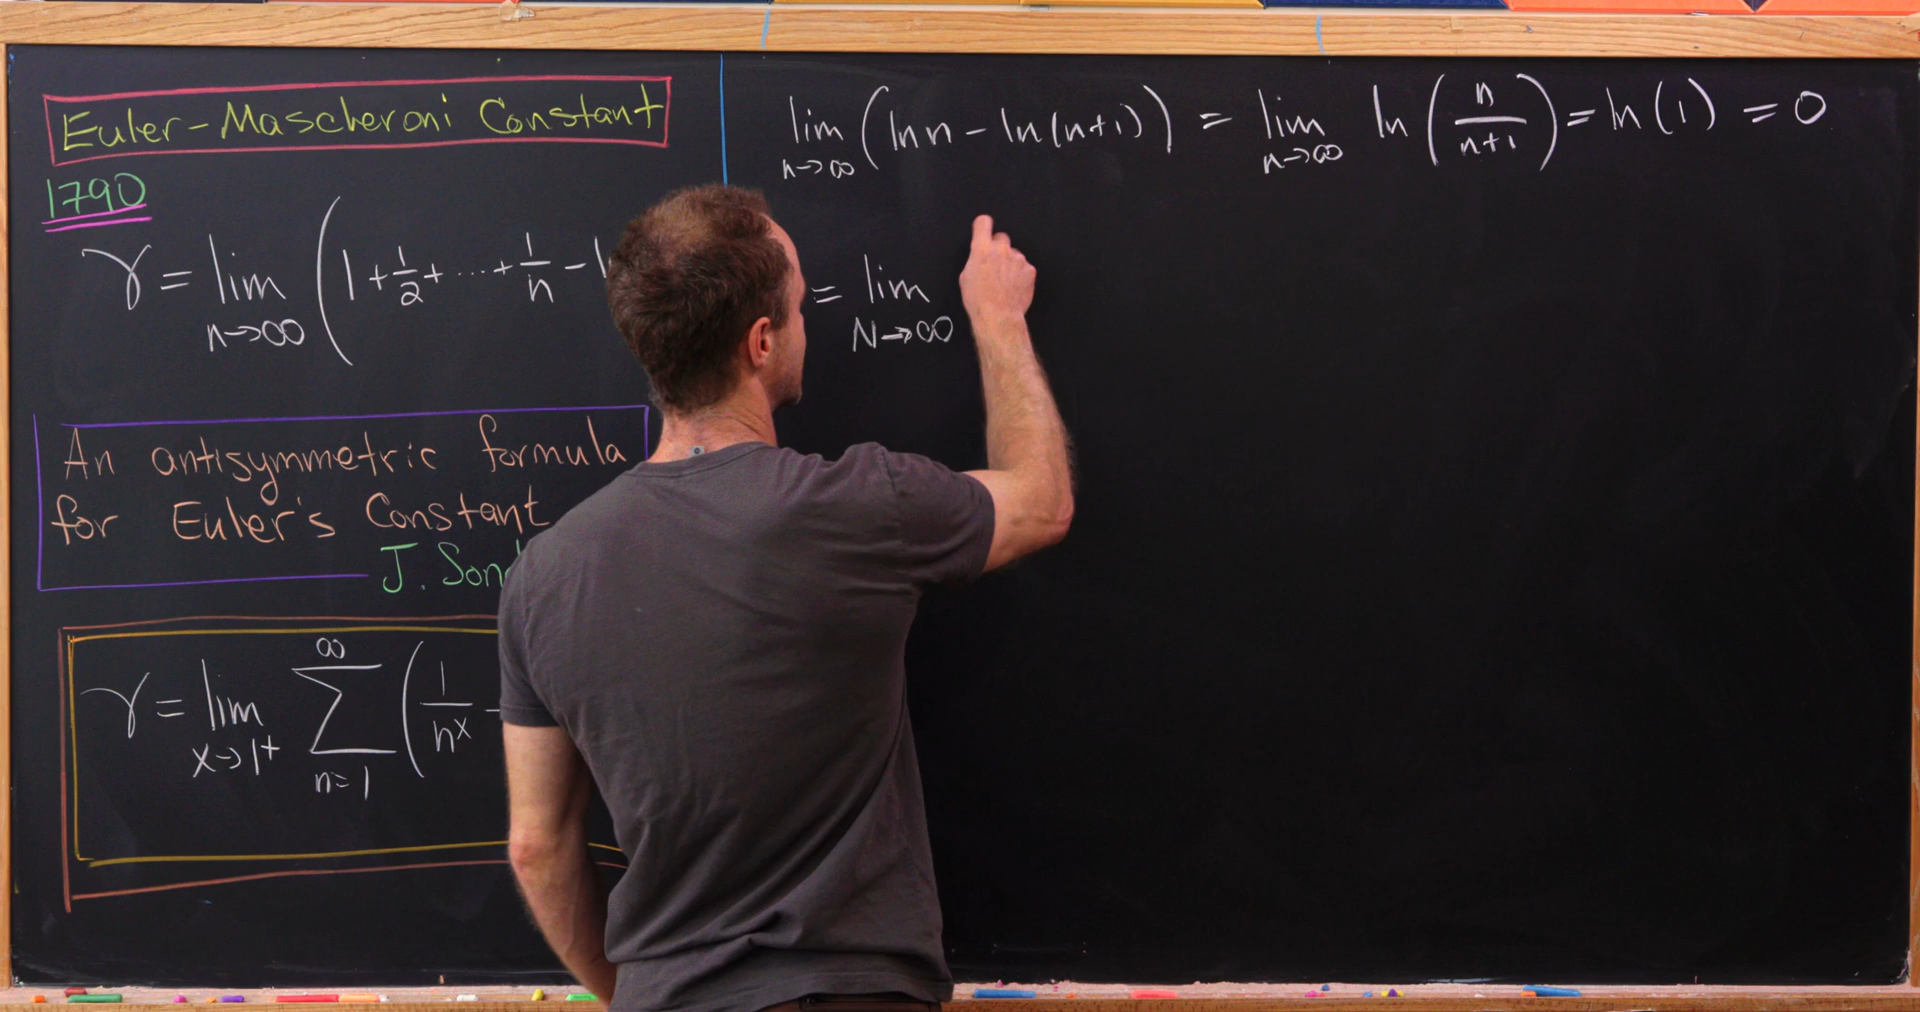 Euler-Mascheroni Constant
1790
γ = lim n→∞ (1 + 1/2 + ... + 1/n -
An antisymmetric formula
for Euler's Constant
J.
γ = lim x→1⁺ ∑ n=1 ∞ (1/n^x -
lim n→∞ (ln n - ln(n+1)) = lim n→∞ ln(n/(n+1)) = ln(1) = 0
= lim N→∞